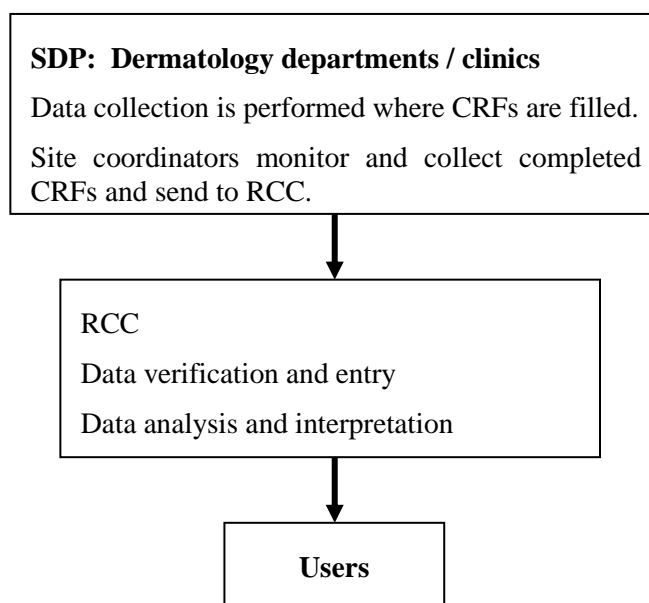 SDP: Dermatology departments / clinics
Data collection is performed where CRFs are filled.
Site coordinators monitor and collect completed
CRFs and send to RCC.
RCC
Data verification and entry
Data analysis and interpretation
Users